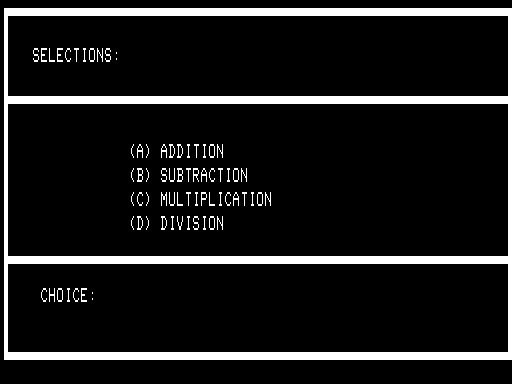 SELECTIONS:
(A) ADDITION
(B) SUBTRACTION
(C) MULTIPLICATION
(D) DIVISION
CHOICE: